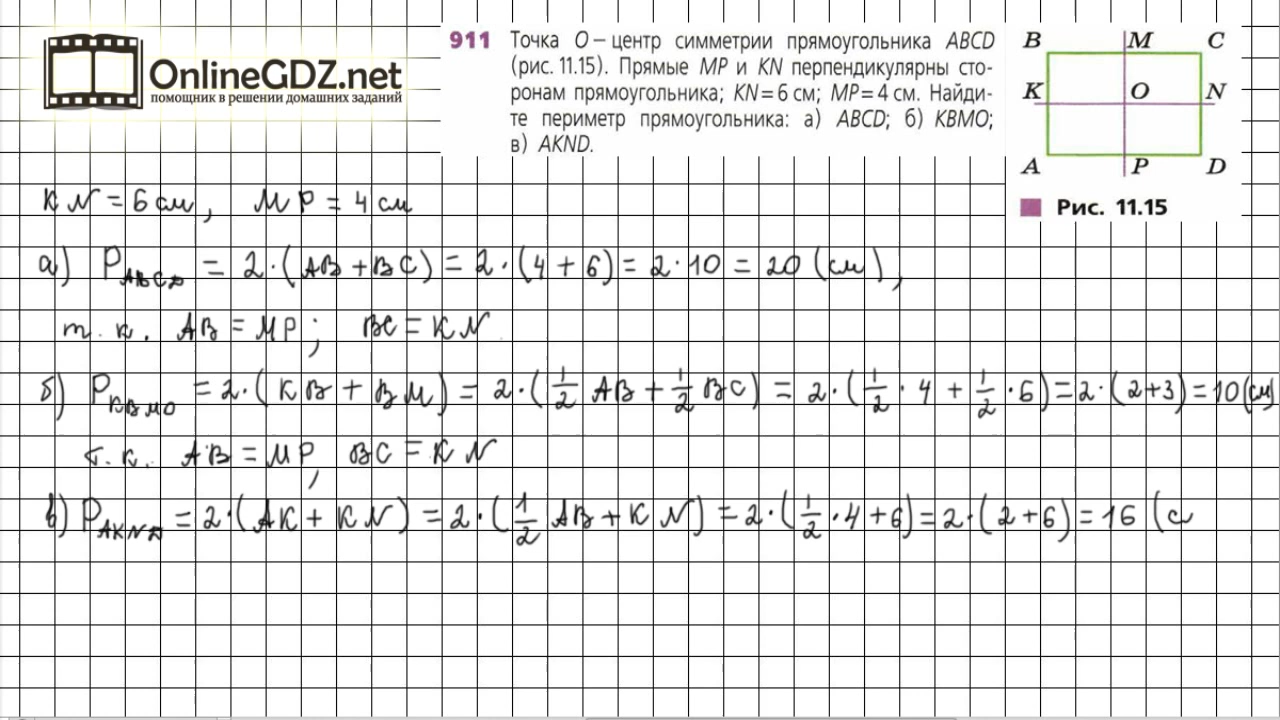 OnlineGDZ.net
помощник в решении домашних заданий
911 Точка O – центр симметрии прямоугольника ABCD
(рис. 11.15). Прямые MP и KN перпендикулярны сто-
ронам прямоугольника; KN = 6 см; MP = 4 см. Найди-
те периметр прямоугольника: а) ABCD; б) KBMO;
в) AKND.
B M C
K O N
A P D
Рис. 11.15
KN = 6 см, MP = 4 см
а) P_ABCD = 2·(AB+BC) = 2·(4+6) = 2·10 = 20 (см),
т.к. AB = MP; BC = KN.
б) P_KBMO = 2·(KB+BM) = 2·(1/2 AB + 1/2 BC) = 2·(1/2·4 + 1/2·6) = 2·(2+3) = 10 (см)
т.к. AB = MP, BC = KN
в) P_AKND = 2·(AK+KN) = 2·(1/2 AB + KN) = 2·(1/2·4+6) = 2·(2+6) = 16 (с